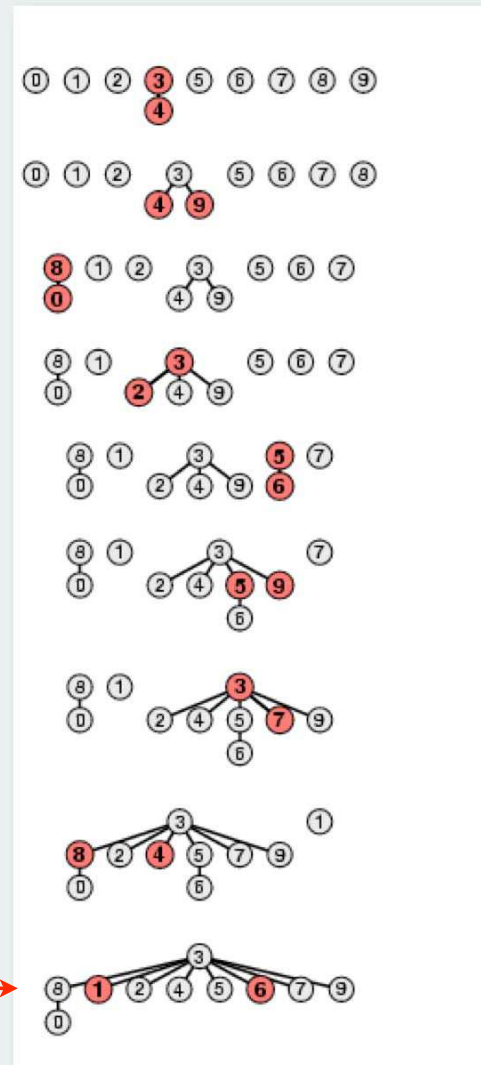 0 1 2 3 5 6 7 8 9
4
0 1 2 3 5 6 7 8
4 9
8 1 2 3 5 6 7
0 4 9
8 1 3 5 6 7
0 2 4 9
8 1 3 5 7
0 2 4 9 6
8 1 3 7
0 2 4 5 9
6
8 1 3
0 2 4 5 7 9
6
3 1
8 2 4 5 7 9
0 6
3
8 1 2 4 5 6 7 9
0